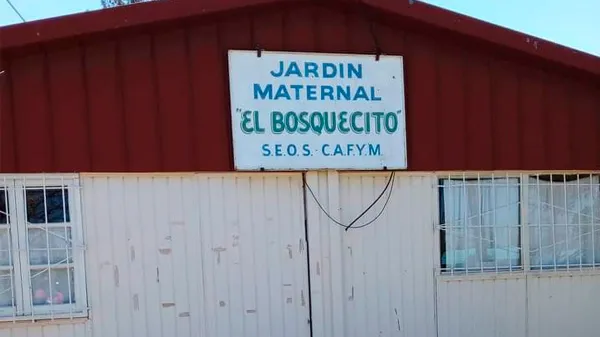 JARDIN
MATERNAL
"EL BOSQUECITO"
S.E.O.S. - C.A.F.Y.M.